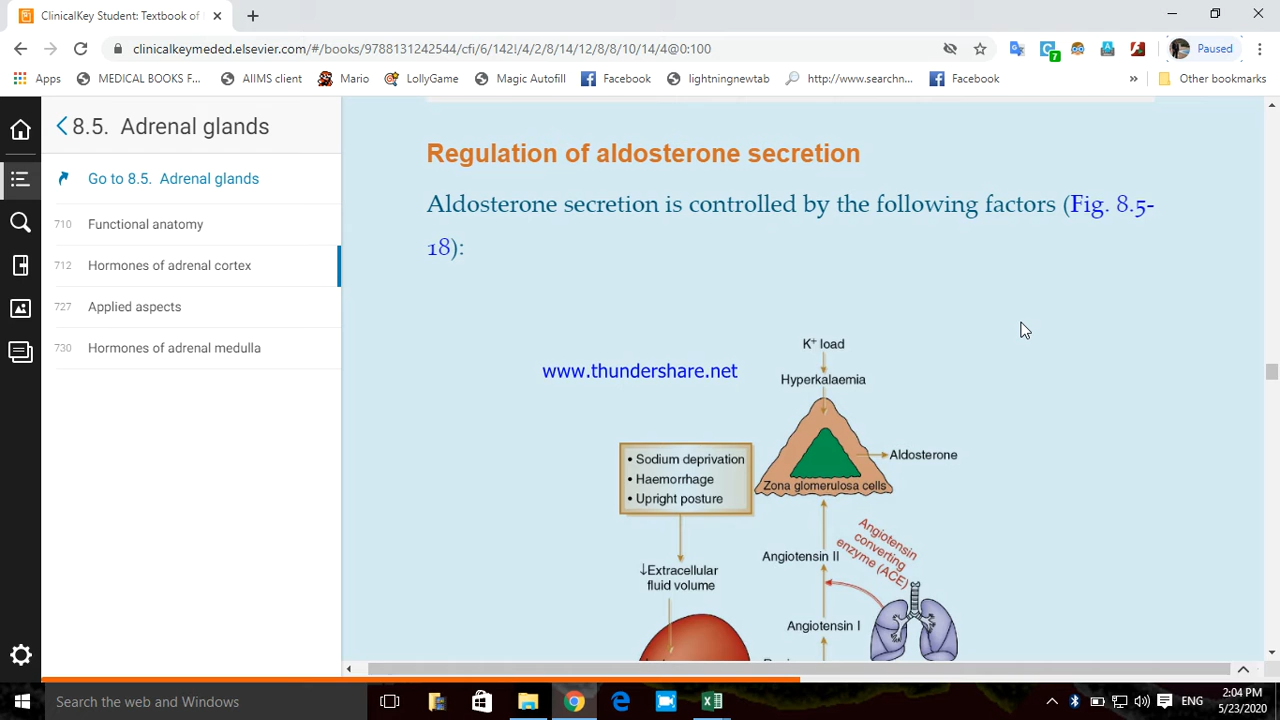 ClinicalKey Student: Textbook of
clinicalkeymeded.elsevier.com/#/books/9788131242544/cfi/6/142!/4/2/8/14/12/8/8/10/14/4@0:100
7
Paused
Apps
MEDICAL BOOKS F...
AIIMS client
Mario
LollyGame
Magic Autofill
Facebook
lightningnewtab
http://www.searchn...
Facebook
»
Other bookmarks
8.5. Adrenal glands
Go to 8.5. Adrenal glands
710 Functional anatomy
712 Hormones of adrenal cortex
727 Applied aspects
730 Hormones of adrenal medulla
Regulation of aldosterone secretion
Aldosterone secretion is controlled by the following factors (Fig. 8.5-
18):
www.thundershare.net
K+ load
Hyperkalaemia
Aldosterone
Zona glomerulosa cells
• Sodium deprivation
• Haemorrhage
• Upright posture
↓Extracellular
fluid volume
Angiotensin II
Angiotensin
converting
enzyme (ACE)
Angiotensin I
Search the web and Windows
ENG
2:04 PM
5/23/2020